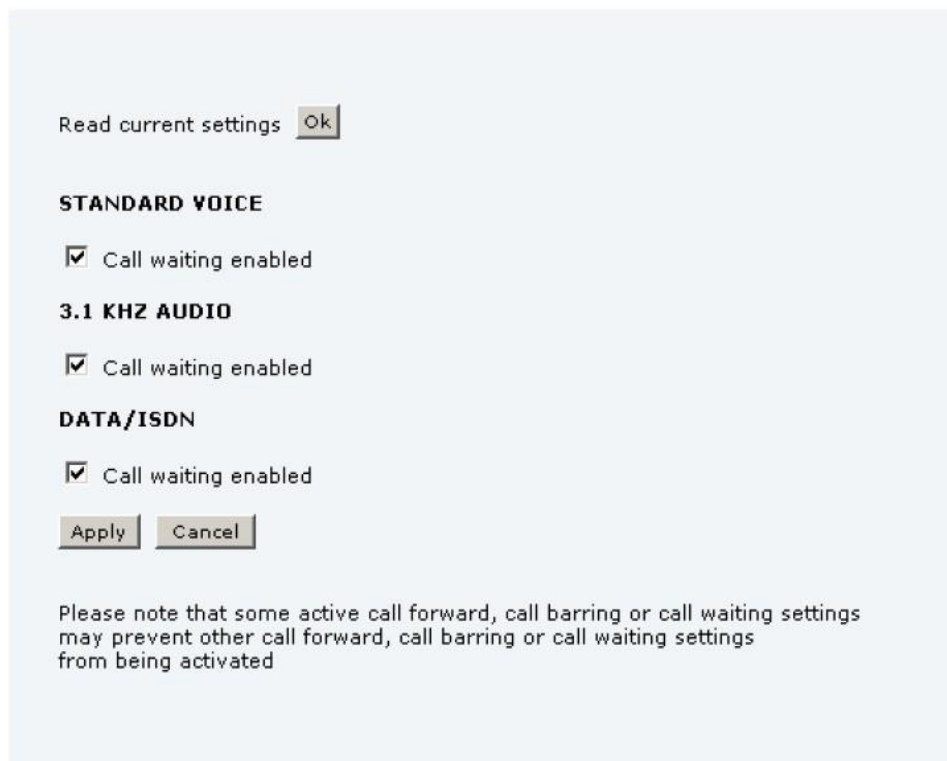 Read current settings Ok
STANDARD VOICE
Call waiting enabled
3.1 KHZ AUDIO
Call waiting enabled
DATA/ISDN
Call waiting enabled
Apply Cancel
Please note that some active call forward, call barring or call waiting settings
may prevent other call forward, call barring or call waiting settings
from being activated